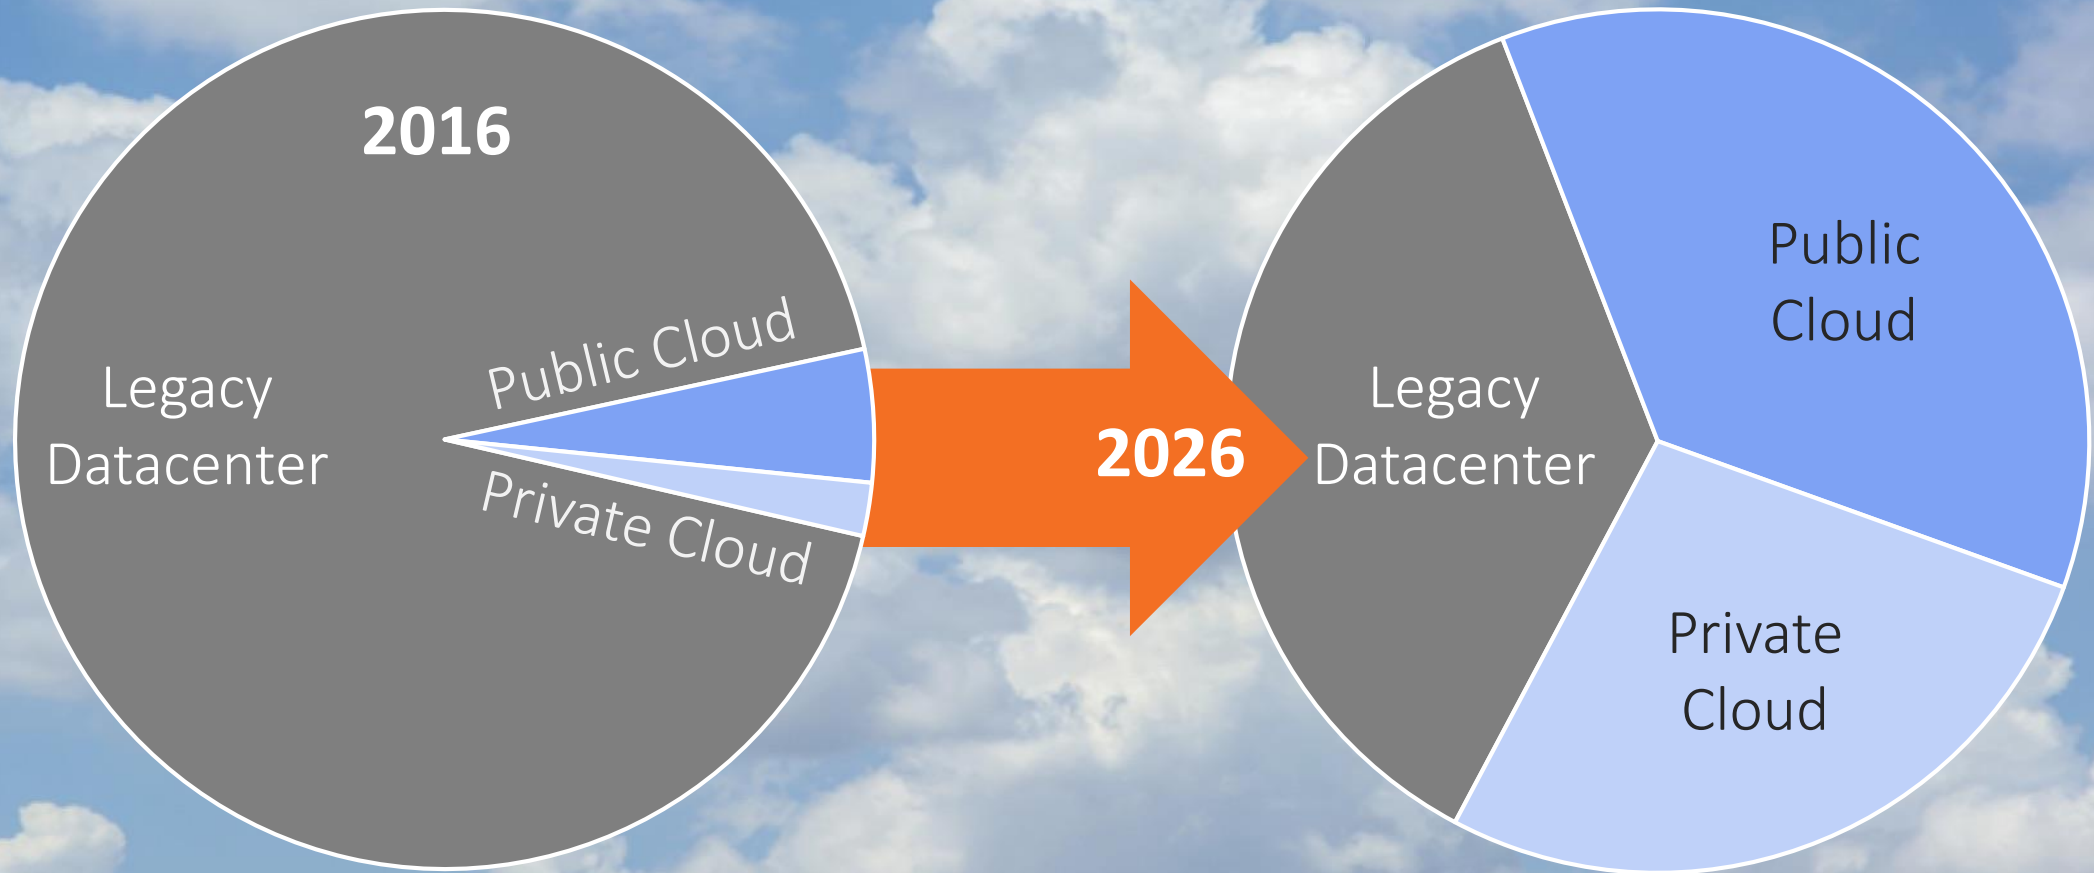 2016
Legacy
Datacenter
Public Cloud
Private Cloud
2026
Legacy
Datacenter
Public
Cloud
Private
Cloud